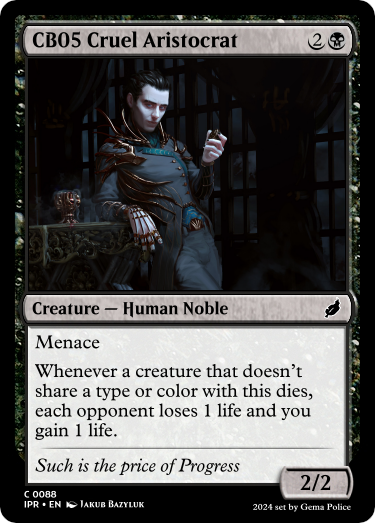 CB05 Cruel Aristocrat 2
Creature — Human Noble
Menace
Whenever a creature that doesn't
share a type or color with this dies,
each opponent loses 1 life and you
gain 1 life.
Such is the price of Progress
2/2
C 0088
IPR • EN Jakub Bazyluk
2024 set by Gema Police